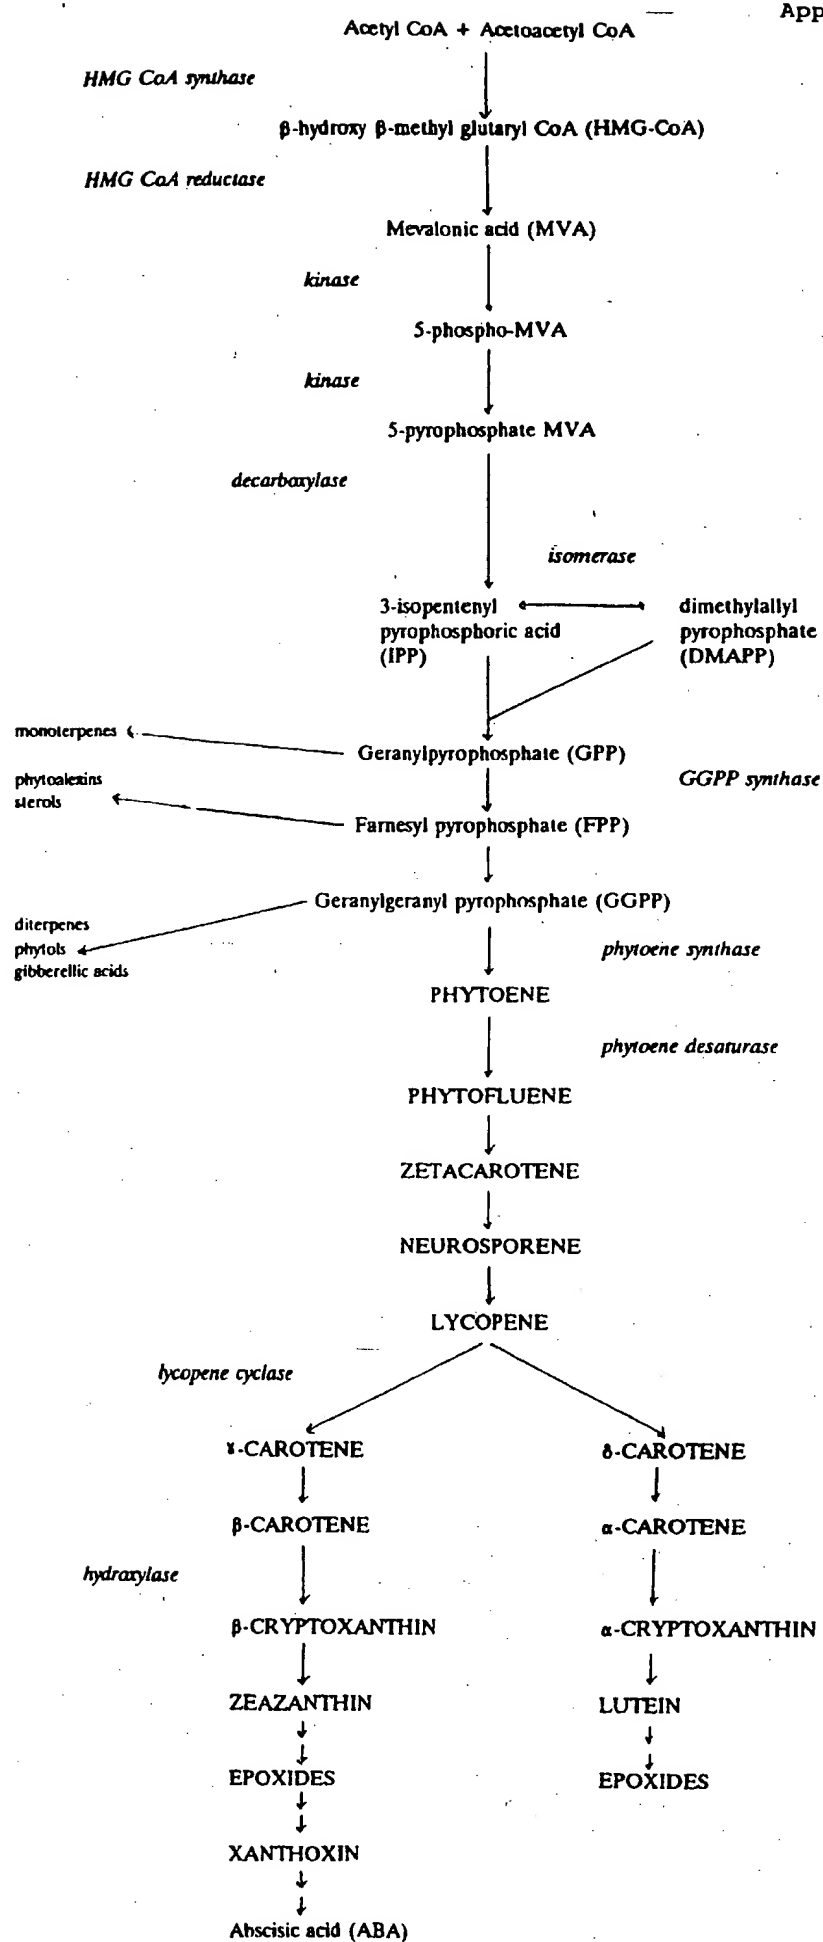 App
Acetyl CoA + Acetoacetyl CoA
HMG CoA synthase
β-hydroxy β-methyl glutaryl CoA (HMG-CoA)
HMG CoA reductase
Mevalonic acid (MVA)
kinase
5-phospho-MVA
kinase
5-pyrophosphate MVA
decarboxylase
isomerase
3-isopentenyl
pyrophosphoric acid
(IPP)
dimethylallyl
pyrophosphate
(DMAPP)
monoterpenes
Geranylpyrophosphate (GPP)
phytoalexins
sterols
GGPP synthase
Farnesyl pyrophosphate (FPP)
Geranylgeranyl pyrophosphate (GGPP)
diterpenes
phytols
gibberellic acids
phytoene synthase
PHYTOENE
phytoene desaturase
PHYTOFLUENE
ZETACAROTENE
NEUROSPORENE
LYCOPENE
lycopene cyclase
ɤ-CAROTENE
δ-CAROTENE
β-CAROTENE
α-CAROTENE
hydroxylase
β-CRYPTOXANTHIN
α-CRYPTOXANTHIN
ZEAZANTHIN
LUTEIN
EPOXIDES
EPOXIDES
XANTHOXIN
Abscisic acid (ABA)